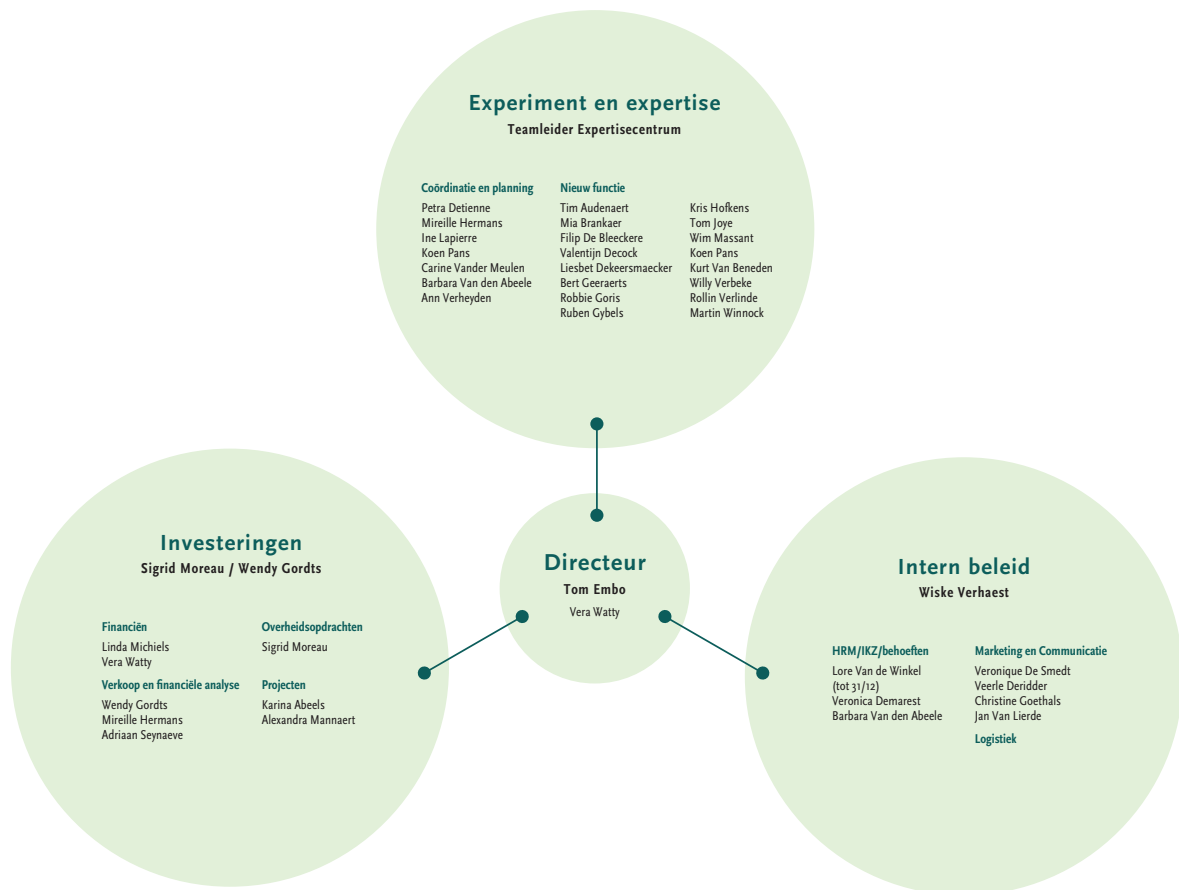 Experiment en expertise
Teamleider Expertisecentrum
Coördinatie en planning
Petra Detienne
Mireille Hermans
Ine Lapierre
Koen Pans
Carine Vander Meulen
Barbara Van den Abeele
Ann Verheyden
Nieuw functie
Tim Audenaert
Mia Brankaer
Filip De Bleeckere
Valentijn Decock
Liesbet Dekeersmaecker
Bert Geeraerts
Robbie Goris
Ruben Gybels
Kris Hofkens
Tom Joye
Wim Massant
Koen Pans
Kurt Van Beneden
Willy Verbeke
Rollin Verlinde
Martin Winnock
Investeringen
Sigrid Moreau / Wendy Gordts
Financiën
Linda Michiels
Vera Watty
Verkoop en financiële analyse
Wendy Gordts
Mireille Hermans
Adriaan Seynaeve
Overheidsopdrachten
Sigrid Moreau
Projecten
Karina Abeels
Alexandra Mannaert
Directeur
Tom Embo
Vera Watty
Intern beleid
Wiske Verhaest
HRM/IKZ/behoeften
Lore Van de Winkel
(tot 31/12)
Veronica Demarest
Barbara Van den Abeele
Marketing en Communicatie
Veronique De Smedt
Veerle Deridder
Christine Goethals
Jan Van Lierde
Logistiek